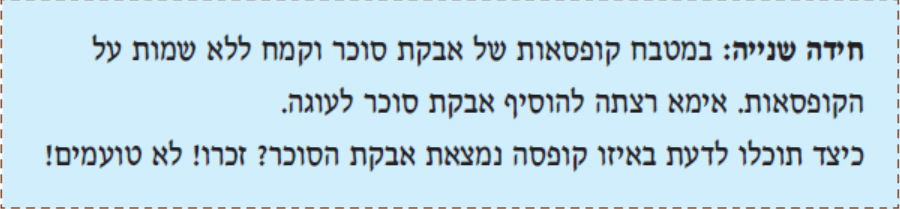 חידה שנייה: במטבח קופסאות של אבקת סוכר וקמח ללא שמות על
הקופסאות. אימא רצתה להוסיף אבקת סוכר לעוגה.
כיצד תוכלו לדעת באיזו קופסה נמצאת אבקת הסוכר? זכרו! לא טועמים!